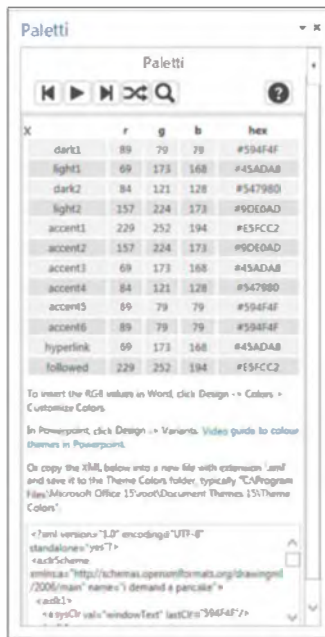 Paletti
Paletti
X r g b hex
dark1 89 79 79 #594F4F
light1 69 173 168 #45ADA8
dark2 84 121 128 #547980
light2 157 224 173 #9DE0AD
accent1 229 252 194 #E5FCC2
accent2 157 224 173 #9DE0AD
accent3 69 173 168 #45ADA8
accent4 84 121 128 #547980
accent5 89 79 79 #594F4F
accent6 89 79 79 #594F4F
hyperlink 69 173 168 #45ADA8
followed 229 252 194 #E5FCC2
To insert the RGB values in Word, click Design -> Colors >
Customize Colors.
In Powerpoint, click Design -> Variants. Video guide to colour
themes in Powerpoint.
Or copy the XML below into a new file with extension '.xml'
and save it to the Theme Colors folder, typically "C:\Program
Files\Microsoft Office 15\root\Document Themes 15\Theme
Colors".
<?xml version="1.0" encoding="UTF-8"
standalone="yes"?>
<a:clrScheme
xmlns:a="http://schemas.openxmlformats.org/drawingml
/2006/main" name="i demand a pancake">
<a:dk1>
<a:sysClr val="windowText" lastClr="594F4F"/>